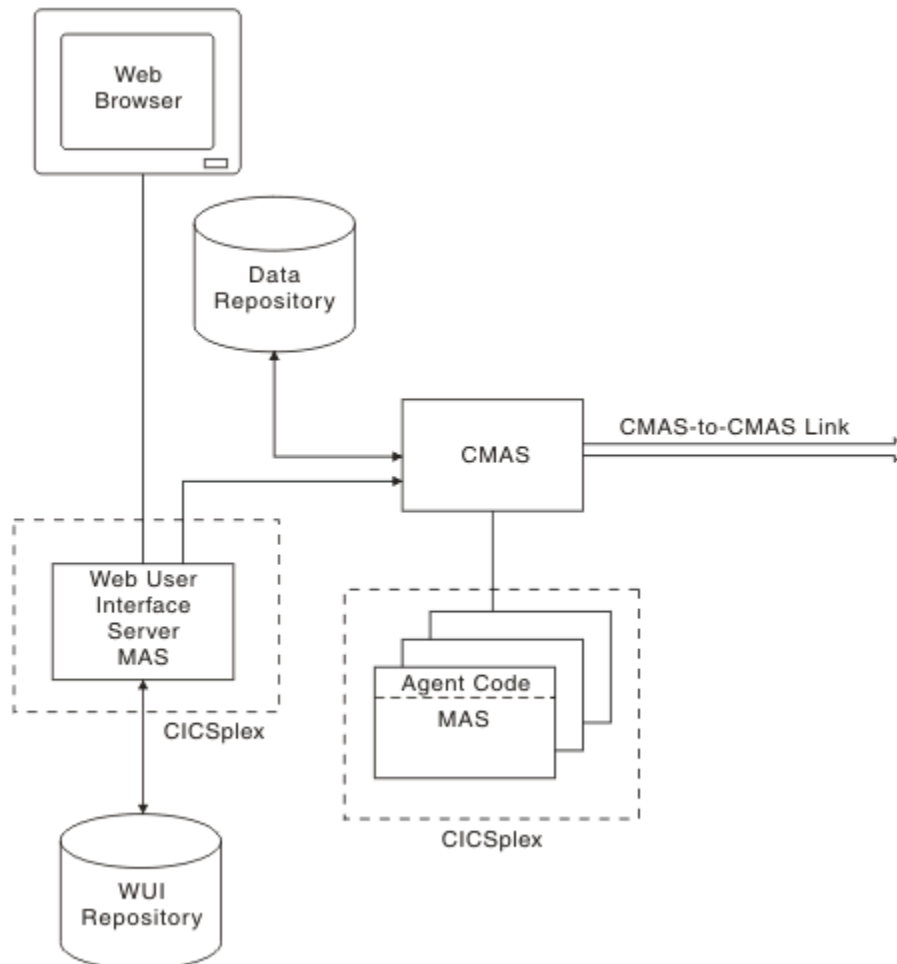 Web
Browser
Data
Repository
CMAS-to-CMAS Link
CMAS
Web User
Interface
Server
MAS
CICSplex
Agent Code
MAS
CICSplex
WUI
Repository